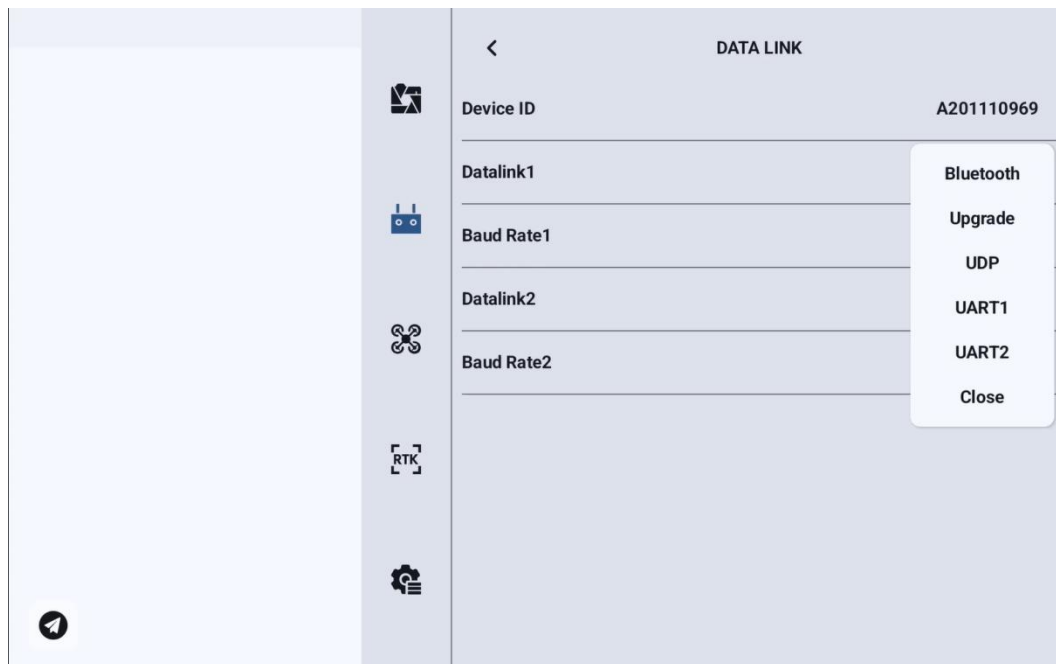 DATA LINK
Device ID A201110969
Datalink1
Bluetooth
Upgrade
Baud Rate1
UDP
Datalink2
UART1
UART2
Baud Rate2
Close
RTK